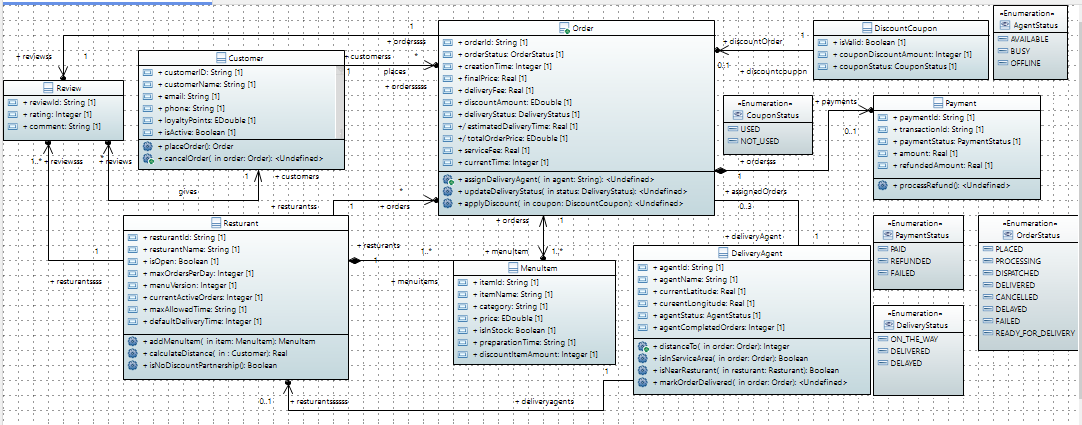 Order
+ orderId: String [1]
+ orderStatus: OrderStatus [1]
+ creationTime: Integer [1]
+ finalPrice: Real [1]
+ deliveryFee: Real [1]
+ discountAmount: EDouble [1]
+ deliveryStatus: DeliveryStatus [1]
+ / estimatedDeliveryTime: Real [1]
+ / totalOrderPrice: EDouble [1]
+ serviceFee: Real [1]
+ currentTime: Integer [1]
+ assignDeliveryAgent( in agent: String): <Undefined>
+ updateDeliveryStatus( in status: DeliveryStatus): <Undefined>
+ applyDiscount( in coupon: DiscountCoupon): <Undefined>
DiscountCoupon
+ isValid: Boolean [1]
+ couponDiscountAmount: Integer [1]
+ couponStatus: CouponStatus [1]
«Enumeration»
AgentStatus
AVAILABLE
BUSY
OFFLINE
Customer
+ customerID: String [1]
+ customerName: String [1]
+ email: String [1]
+ phone: String [1]
+ loyaltyPoints: EDouble [1]
+ isActive: Boolean [1]
+ placeOrder(): Order
+ cancelOrder( in order: Order): <Undefined>
Review
+ reviewId: String [1]
+ rating: Integer [1]
+ comment: String [1]
«Enumeration»
CouponStatus
USED
NOT_USED
Payment
+ paymentId: String [1]
+ transactionId: String [1]
+ paymentStatus: PaymentStatus [1]
+ amount: Real [1]
+ refundedAmount: Real [1]
+ processRefund(): <Undefined>
Resturant
+ resturantId: String [1]
+ resturantName: String [1]
+ isOpen: Boolean [1]
+ maxOrdersPerDay: Integer [1]
+ menuVersion: Integer [1]
+ currentActiveOrders: Integer [1]
+ maxAllowedTime: String [1]
+ defaultDeliveryTime: Integer [1]
+ addMenuItem( in item: MenuItem): MenuItem
+ calculateDistance( in : Customer): Real
+ isNoDiscountPartnership(): Boolean
MenuItem
+ itemId: String [1]
+ itemName: String [1]
+ category: String [1]
+ price: EDouble [1]
+ isInStock: Boolean [1]
+ preparationTime: String [1]
+ discountItemAmount: Integer [1]
DeliveryAgent
+ agentId: String [1]
+ agentName: String [1]
+ currentLatitude: Real [1]
+ cureentLongitude: Real [1]
+ agentStatus: AgentStatus [1]
+ agentCompletedOrders: Integer [1]
+ distanceTo( in order: Order): Integer
+ isInServiceArea( in order: Order): Boolean
+ isNearResturant( in resturant: Resturant): Boolean
+ markOrderDelivered( in order: Order): <Undefined>
«Enumeration»
PaymentStatus
PAID
REFUNDED
FAILED
«Enumeration»
OrderStatus
PLACED
PROCESSING
DISPATCHED
DELIVERED
CANCELLED
DELAYED
FAILED
READY_FOR_DELIVERY
«Enumeration»
DeliveryStatus
ON_THE_WAY
DELIVERED
DELAYED
1
+ orderssss
+ reviewss
1
+ customerss
*
1
places
+ ordersssss
+ discountOrder
1
0..1
+ discountcoupon
+ payments
0..1
+ ordersss
1
1..*
+ reviewsss
+ reviews
1
+ customers
gives
*
+ resturantss
1
+ orders
+ assignedOrders
0..3
+ orderss
1
+ deliveryAgent
1
1
+ resturantssss
+ resturants
1
1..*
+ menuItem
1..*
+ menuitems
1
0..1
+ resturantsssss
+ deliveryagents